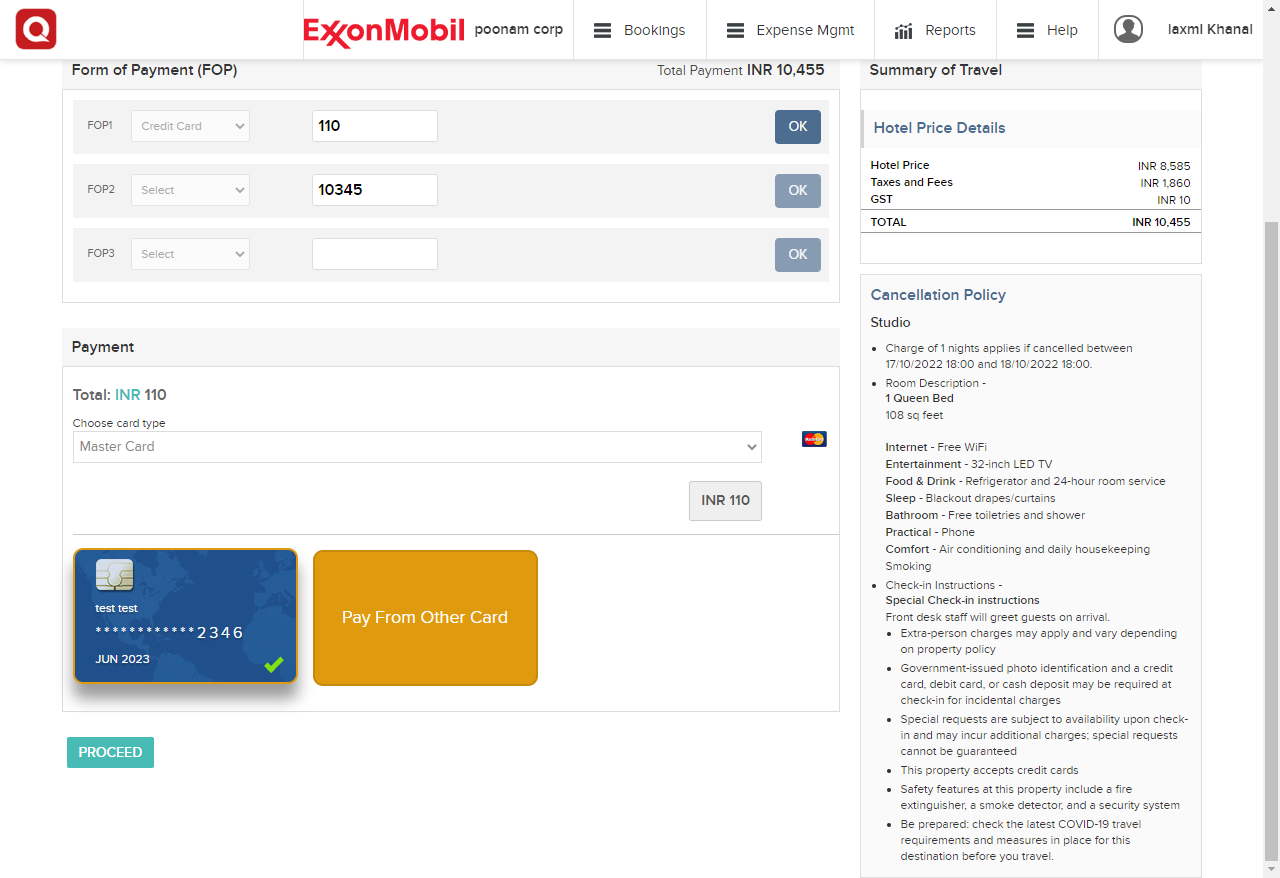 Q
ExxonMobil poonam corp Bookings Expense Mgmt Reports Help laxmi Khanal
Form of Payment (FOP) Total Payment INR 10,455
FOP1 Credit Card 110 OK
FOP2 Select 10345 OK
FOP3 Select OK
Payment
Total: INR 110
Choose card type
Master Card
MasterCard
INR 110
test test
************2346
JUN 2023
Pay From Other Card
PROCEED
Summary of Travel
Hotel Price Details
Hotel Price INR 8,585
Taxes and Fees INR 1,860
GST INR 10
TOTAL INR 10,455
Cancellation Policy
Studio
Charge of 1 nights applies if cancelled between
17/10/2022 18:00 and 18/10/2022 18:00.
Room Description -
1 Queen Bed
108 sq feet
Internet - Free WiFi
Entertainment - 32-inch LED TV
Food & Drink - Refrigerator and 24-hour room service
Sleep - Blackout drapes/curtains
Bathroom - Free toiletries and shower
Practical - Phone
Comfort - Air conditioning and daily housekeeping
Smoking
Check-in Instructions -
Special Check-in instructions
Front desk staff will greet guests on arrival.
Extra-person charges may apply and vary depending
on property policy
Government-issued photo identification and a credit
card, debit card, or cash deposit may be required at
check-in for incidental charges
Special requests are subject to availability upon check-
in and may incur additional charges; special requests
cannot be guaranteed
This property accepts credit cards
Safety features at this property include a fire
extinguisher, a smoke detector, and a security system
Be prepared: check the latest COVID-19 travel
requirements and measures in place for this
destination before you travel.